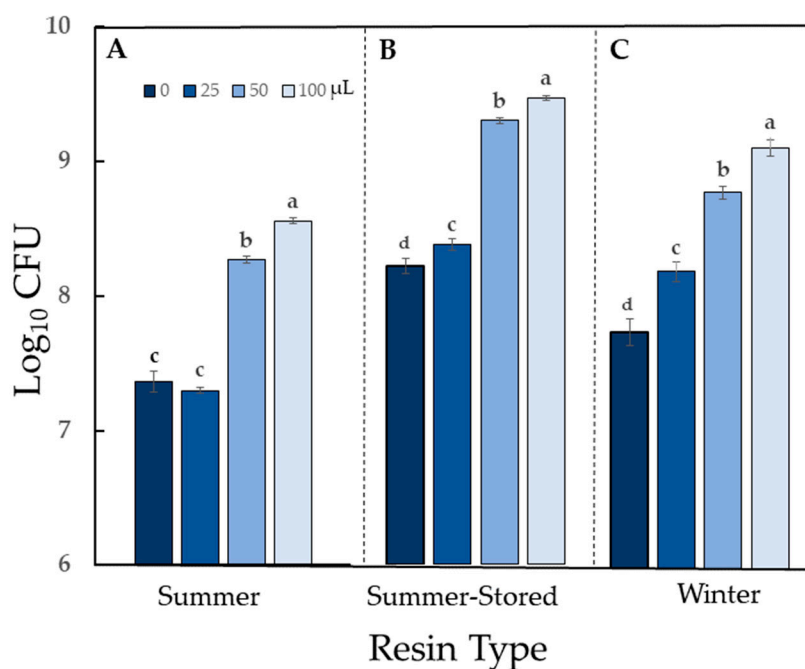 10
A
B
C
0 25 50 100 μL
a
b
a
9
b
a
b
d
c
c
8
d
c
c
7
6
Log10 CFU
Summer
Summer-Stored
Winter
Resin Type